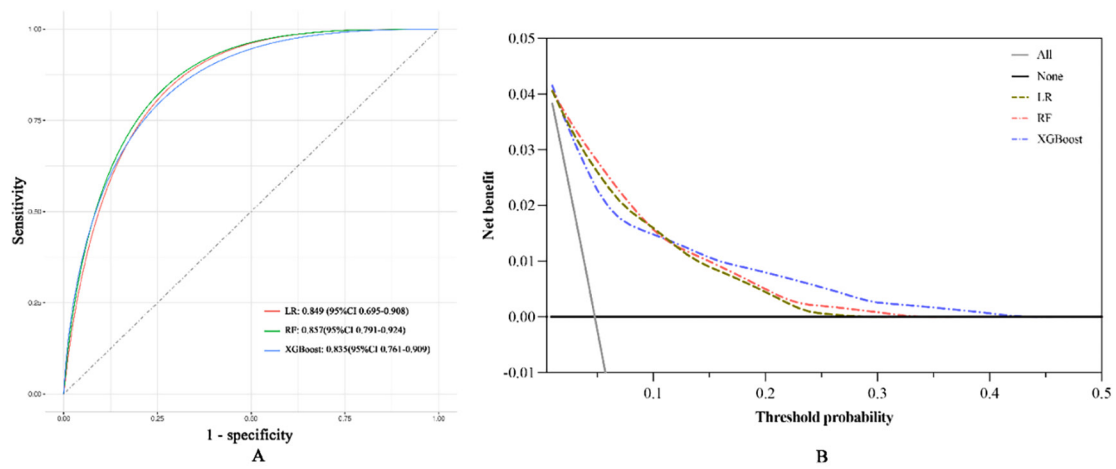 1.00
0.75
0.50
0.25
0.00
0.00
0.25
0.50
0.75
1.00
Sensitivity
1 - specificity
LR: 0.849 (95%CI 0.695-0.908)
RF: 0.857(95%CI 0.791-0.924)
XGBoost: 0.835(95%CI 0.761-0.909)
A
0.05
0.04
0.03
0.02
0.01
0.00
-0.01
Net benefit
0.1
0.2
0.3
0.4
0.5
Threshold probability
All
None
LR
RF
XGBoost
B